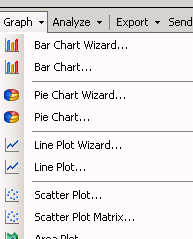 Graph Analyze Export Send
Bar Chart Wizard...
Bar Chart...
Pie Chart Wizard...
Pie Chart...
Line Plot Wizard...
Line Plot...
Scatter Plot...
Scatter Plot Matrix...
Area Plot